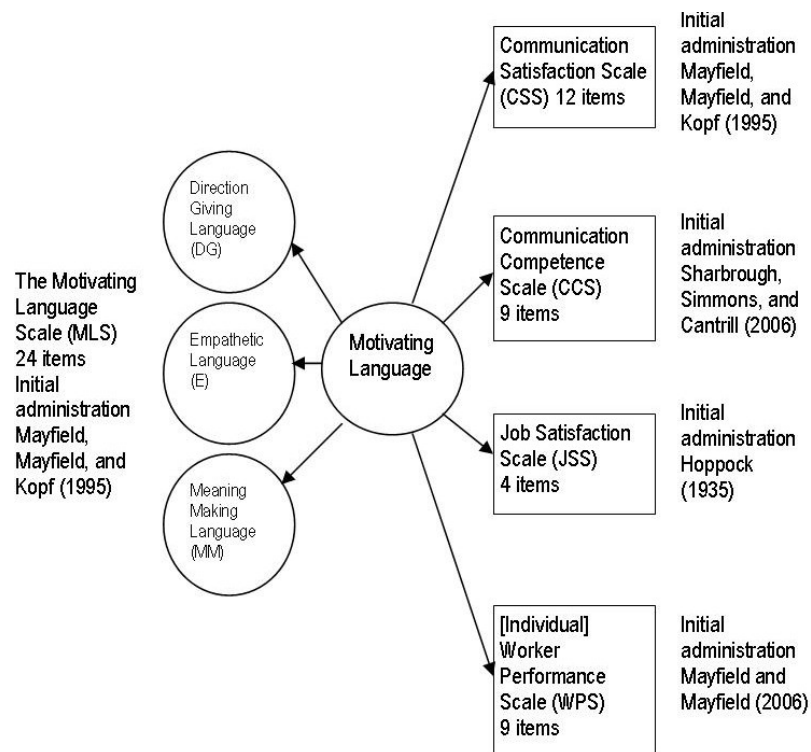 The Motivating
Language
Scale (MLS)
24 items
Initial
administration
Mayfield,
Mayfield, and
Kopf (1995)
Direction
Giving
Language
(DG)
Empathetic
Language
(E)
Meaning
Making
Language
(MM)
Motivating
Language
Communication
Satisfaction Scale
(CSS) 12 items
Initial
administration
Mayfield,
Mayfield, and
Kopf (1995)
Communication
Competence
Scale (CCS)
9 items
Initial
administration
Sharbrough,
Simmons, and
Cantrill (2006)
Job Satisfaction
Scale (JSS)
4 items
Initial
administration
Hoppock
(1935)
[Individual]
Worker
Performance
Scale (WPS)
9 items
Initial
administration
Mayfield and
Mayfield (2006)